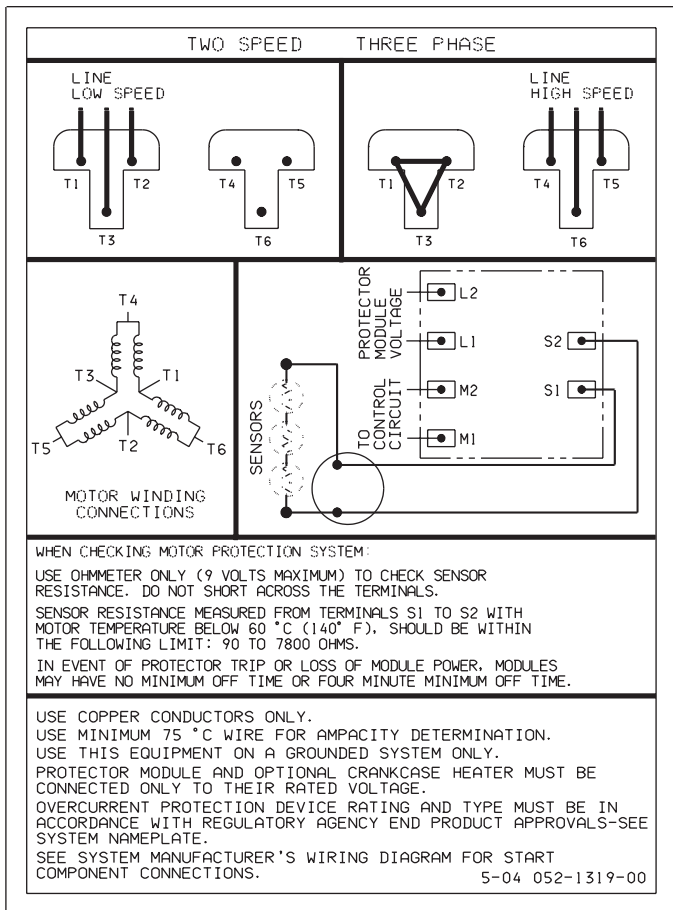 TWO SPEED THREE PHASE
LINE
LOW SPEED
T1
T2
T3
T4
T5
T6
LINE
HIGH SPEED
T1
T2
T3
T4
T5
T6
T4
T3
T1
T5
T2
T6
MOTOR WINDING
CONNECTIONS
SENSORS
PROTECTOR
MODULE
VOLTAGE
TO
CONTROL
CIRCUIT
L2
L1
M2
M1
S2
S1
WHEN CHECKING MOTOR PROTECTION SYSTEM:
USE OHMMETER ONLY (9 VOLTS MAXIMUM) TO CHECK SENSOR
RESISTANCE. DO NOT SHORT ACROSS THE TERMINALS.
SENSOR RESISTANCE MEASURED FROM TERMINALS S1 TO S2 WITH
MOTOR TEMPERATURE BELOW 60 °C (140° F), SHOULD BE WITHIN
THE FOLLOWING LIMIT: 90 TO 7800 OHMS.
IN EVENT OF PROTECTOR TRIP OR LOSS OF MODULE POWER, MODULES
MAY HAVE NO MINIMUM OFF TIME OR FOUR MINUTE MINIMUM OFF TIME.
USE COPPER CONDUCTORS ONLY.
USE MINIMUM 75 °C WIRE FOR AMPACITY DETERMINATION.
USE THIS EQUIPMENT ON A GROUNDED SYSTEM ONLY.
PROTECTOR MODULE AND OPTIONAL CRANKCASE HEATER MUST BE
CONNECTED ONLY TO THEIR RATED VOLTAGE.
OVERCURRENT PROTECTION DEVICE RATING AND TYPE MUST BE IN
ACCORDANCE WITH REGULATORY AGENCY END PRODUCT APPROVALS-SEE
SYSTEM NAMEPLATE.
SEE SYSTEM MANUFACTURER'S WIRING DIAGRAM FOR START
COMPONENT CONNECTIONS.
5-04 052-1319-00